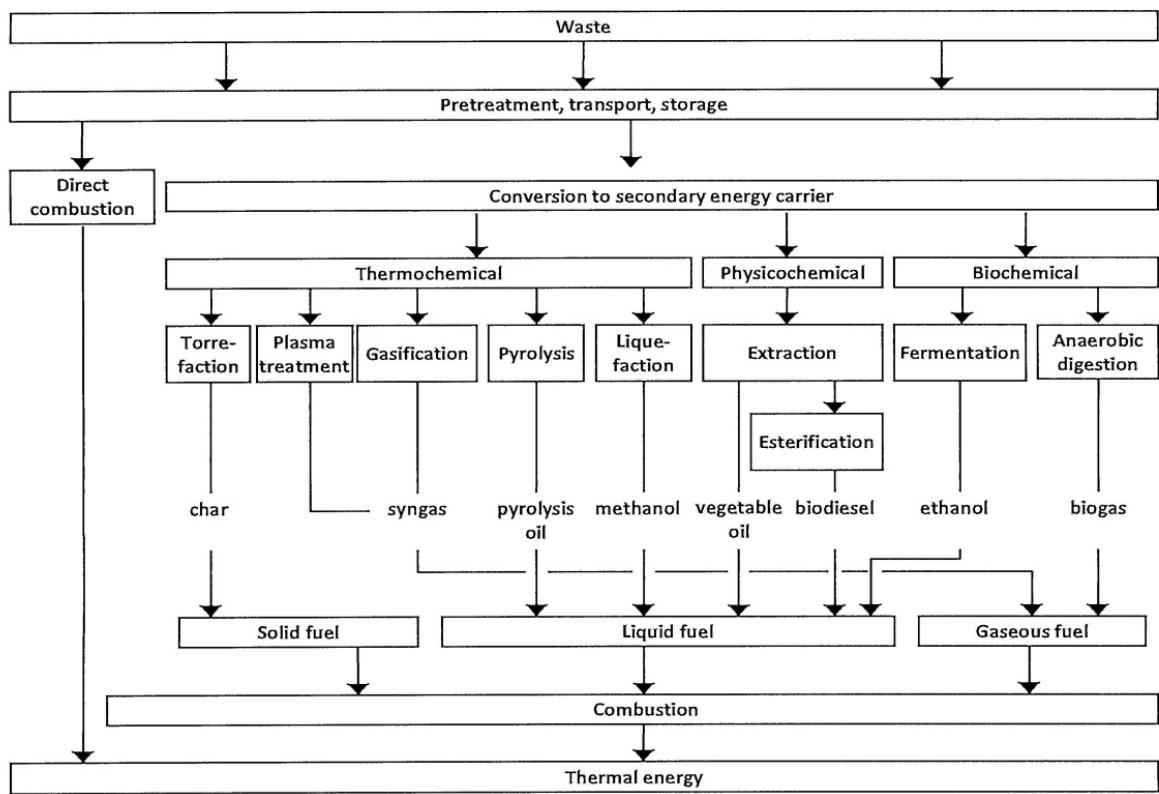 Waste
Pretreatment, transport, storage
Direct
combustion
Conversion to secondary energy carrier
Thermochemical
Physicochemical
Biochemical
Torre-
faction
Plasma
treatment
Gasification
Pyrolysis
Lique-
faction
Extraction
Fermentation
Anaerobic
digestion
Esterification
char
syngas
pyrolysis
oil
methanol
vegetable
oil
biodiesel
ethanol
biogas
Solid fuel
Liquid fuel
Gaseous fuel
Combustion
Thermal energy